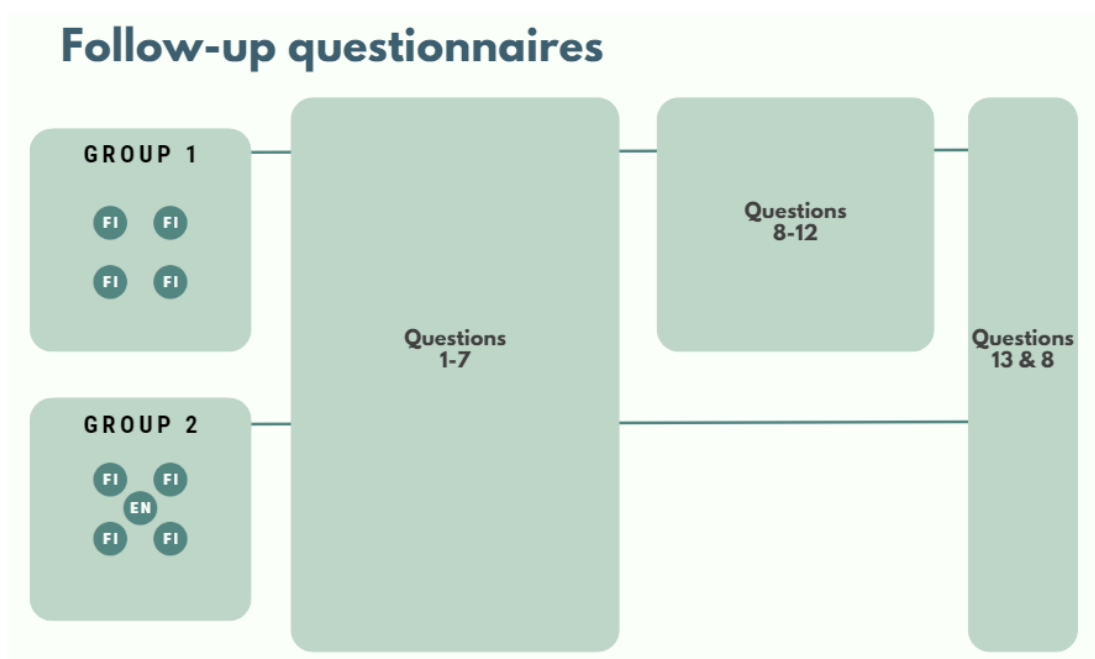 Follow-up questionnaires
GROUP 1
FI FI
FI FI
GROUP 2
FI FI
EN
FI FI
Questions
1-7
Questions
8-12
Questions
13 & 8